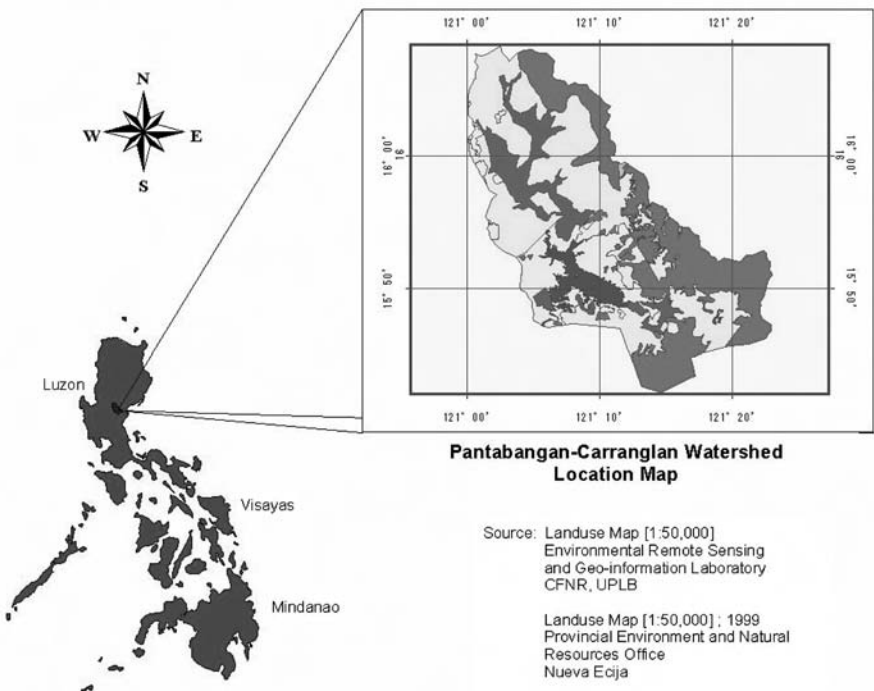 121° 00'
121° 10'
121° 20'
N
W
E
S
16° 00'
16
16
16° 00'
15° 50'
15° 50'
121° 00'
121° 10'
121° 20'
Luzon
Visayas
Mindanao
Pantabangan-Carranglan Watershed
Location Map
Source: Landuse Map [1:50,000]
Environmental Remote Sensing
and Geo-information Laboratory
CFNR, UPLB
Landuse Map [1:50,000] ; 1999
Provincial Environment and Natural
Resources Office
Nueva Ecija